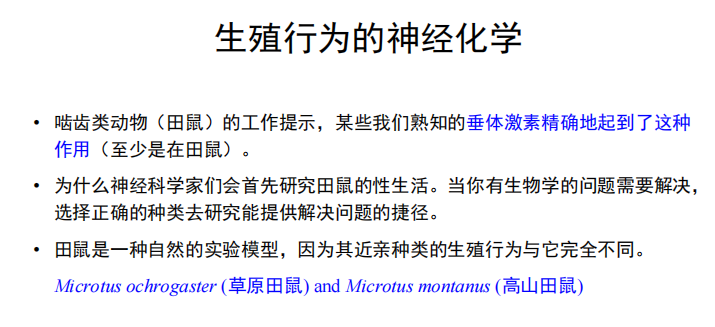 生殖行为的神经化学
• 啮齿类动物（田鼠）的工作提示，某些我们熟知的垂体激素精确地起到了这种
作用（至少是在田鼠）。
• 为什么神经科学家们会首先研究田鼠的性生活。当你有生物学的问题需要解决，
选择正确的种类去研究能提供解决问题的捷径。
• 田鼠是一种自然的实验模型，因为其近亲种类的生殖行为与它完全不同。
Microtus ochrogaster (草原田鼠) and Microtus montanus (高山田鼠)